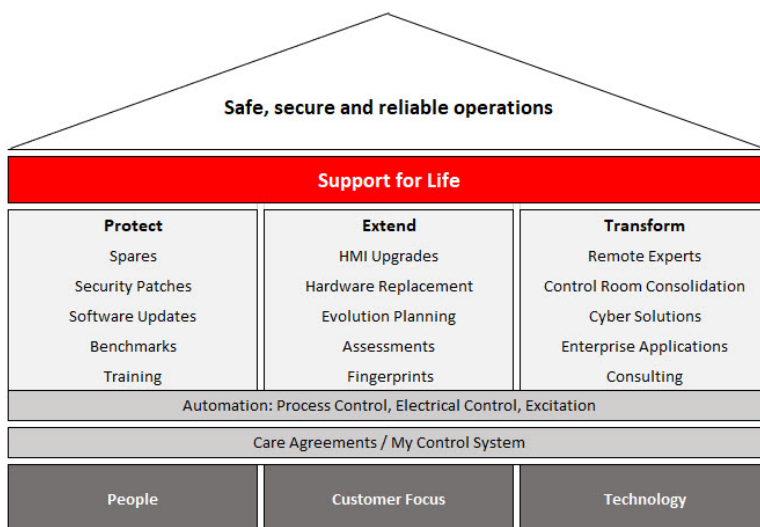 Safe, secure and reliable operations
Support for Life
Protect
Spares
Security Patches
Software Updates
Benchmarks
Training
Extend
HMI Upgrades
Hardware Replacement
Evolution Planning
Assessments
Fingerprints
Transform
Remote Experts
Control Room Consolidation
Cyber Solutions
Enterprise Applications
Consulting
Automation: Process Control, Electrical Control, Excitation
Care Agreements / My Control System
People
Customer Focus
Technology